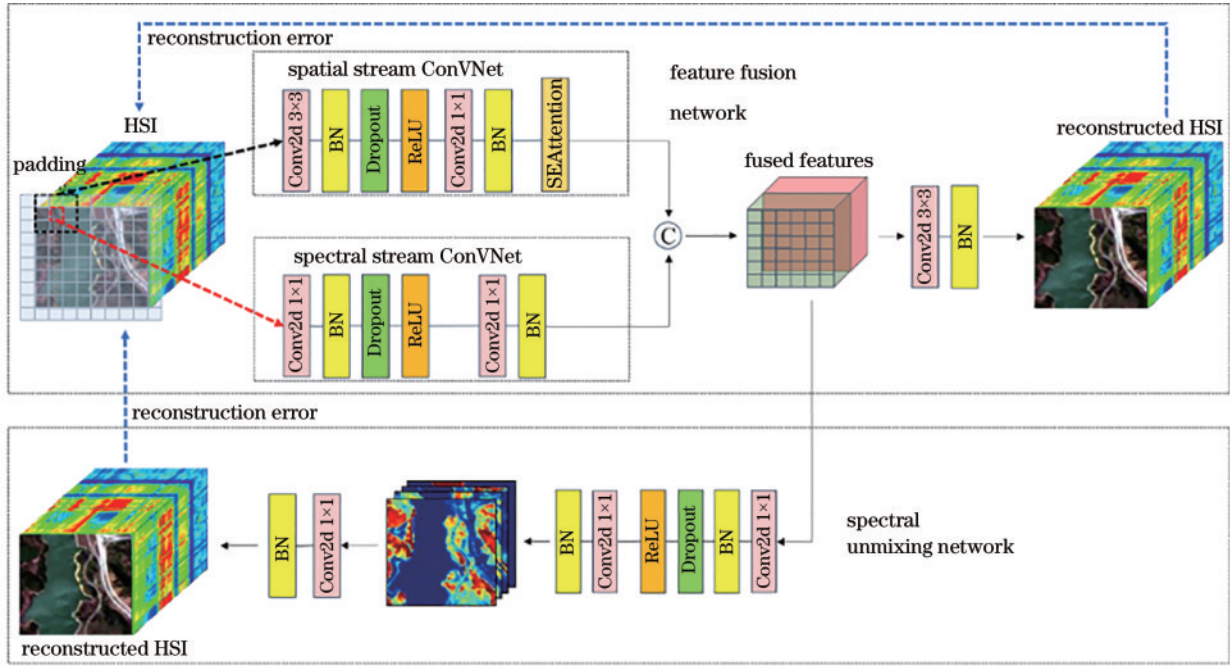 reconstruction error
spatial stream ConVNet
Conv2d 3×3
BN
Dropout
ReLU
Conv2d 1×1
BN
SEAttention
feature fusion
network
HSI
padding
spectral stream ConVNet
Conv2d 1×1
BN
Dropout
ReLU
Conv2d 1×1
BN
C
fused features
Conv2d 3×3
BN
reconstructed HSI
reconstruction error
reconstructed HSI
BN
Conv2d 1×1
BN
Conv2d 1×1
ReLU
Dropout
BN
Conv2d 1×1
spectral
unmixing network